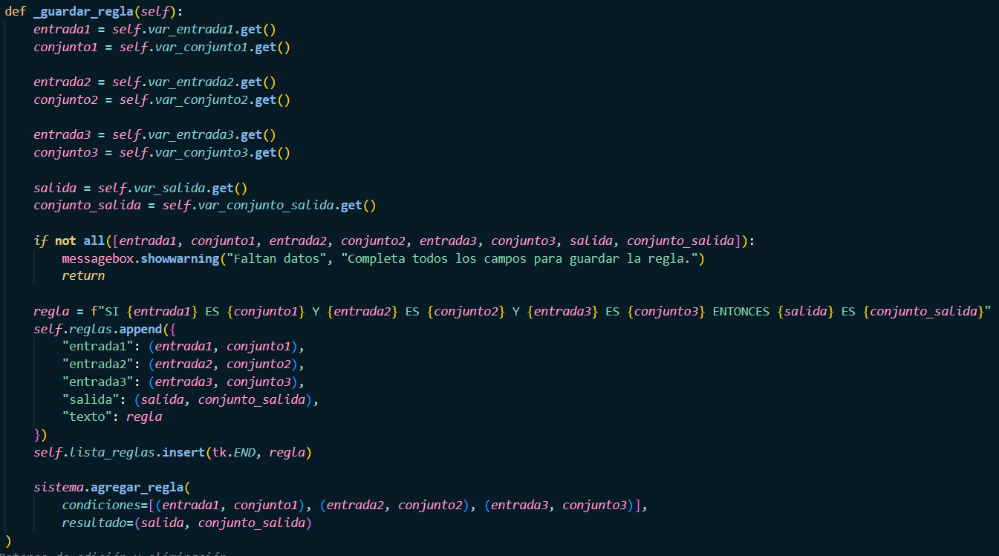 def _guardar_regla(self):
    entrada1 = self.var_entrada1.get()
    conjunto1 = self.var_conjunto1.get()

    entrada2 = self.var_entrada2.get()
    conjunto2 = self.var_conjunto2.get()

    entrada3 = self.var_entrada3.get()
    conjunto3 = self.var_conjunto3.get()

    salida = self.var_salida.get()
    conjunto_salida = self.var_conjunto_salida.get()

    if not all([entrada1, conjunto1, entrada2, conjunto2, entrada3, conjunto3, salida, conjunto_salida]):
        messagebox.showwarning("Faltan datos", "Completa todos los campos para guardar la regla.")
        return

    regla = f"SI {entrada1} ES {conjunto1} Y {entrada2} ES {conjunto2} Y {entrada3} ES {conjunto3} ENTONCES {salida} ES {conjunto_salida}"
    self.reglas.append({
        "entrada1": (entrada1, conjunto1),
        "entrada2": (entrada2, conjunto2),
        "entrada3": (entrada3, conjunto3),
        "salida": (salida, conjunto_salida),
        "texto": regla
    })
    self.lista_reglas.insert(tk.END, regla)

    sistema.agregar_regla(
        condiciones=[(entrada1, conjunto1), (entrada2, conjunto2), (entrada3, conjunto3)],
        resultado=(salida, conjunto_salida)
)